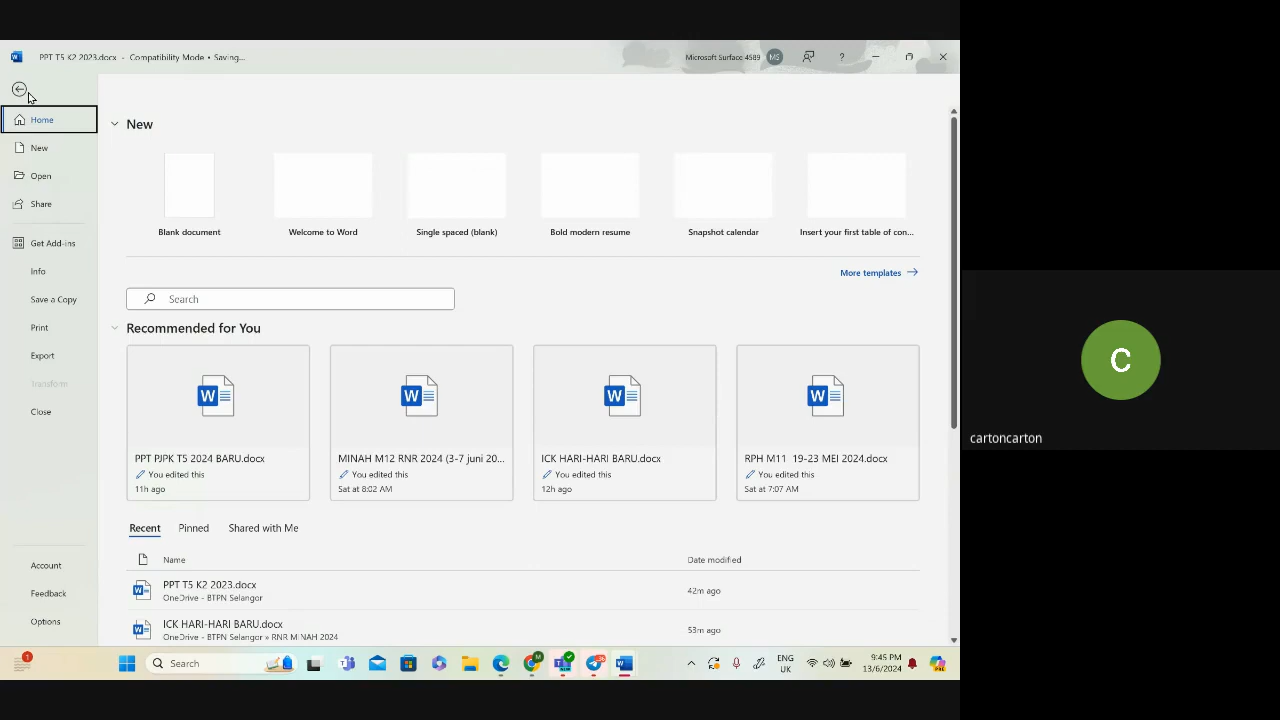 PPT T5 K2 2023.docx - Compatibility Mode • Saving...
Microsoft Surface 4589
MS
?
Home
New
Open
Share
Get Add-ins
Info
Save a Copy
Print
Export
Transform
Close
Account
Feedback
Options
New
Blank document
Welcome to Word
Single spaced (blank)
Bold modern resume
Snapshot calendar
Insert your first table of con...
More templates
Search
Recommended for You
PPT PJPK T5 2024 BARU.docx
You edited this
11h ago
MINAH M12 RNR 2024 (3-7 juni 20...
You edited this
Sat at 8:02 AM
ICK HARI-HARI BARU.docx
You edited this
12h ago
RPH M11 19-23 MEI 2024.docx
You edited this
Sat at 7:07 AM
Recent Pinned Shared with Me
Name Date modified
PPT T5 K2 2023.docx
OneDrive - BTPN Selangor
42m ago
ICK HARI-HARI BARU.docx
OneDrive - BTPN Selangor » RNR MINAH 2024
53m ago
Search
ENG
UK
9:45 PM
13/6/2024
C
cartoncarton